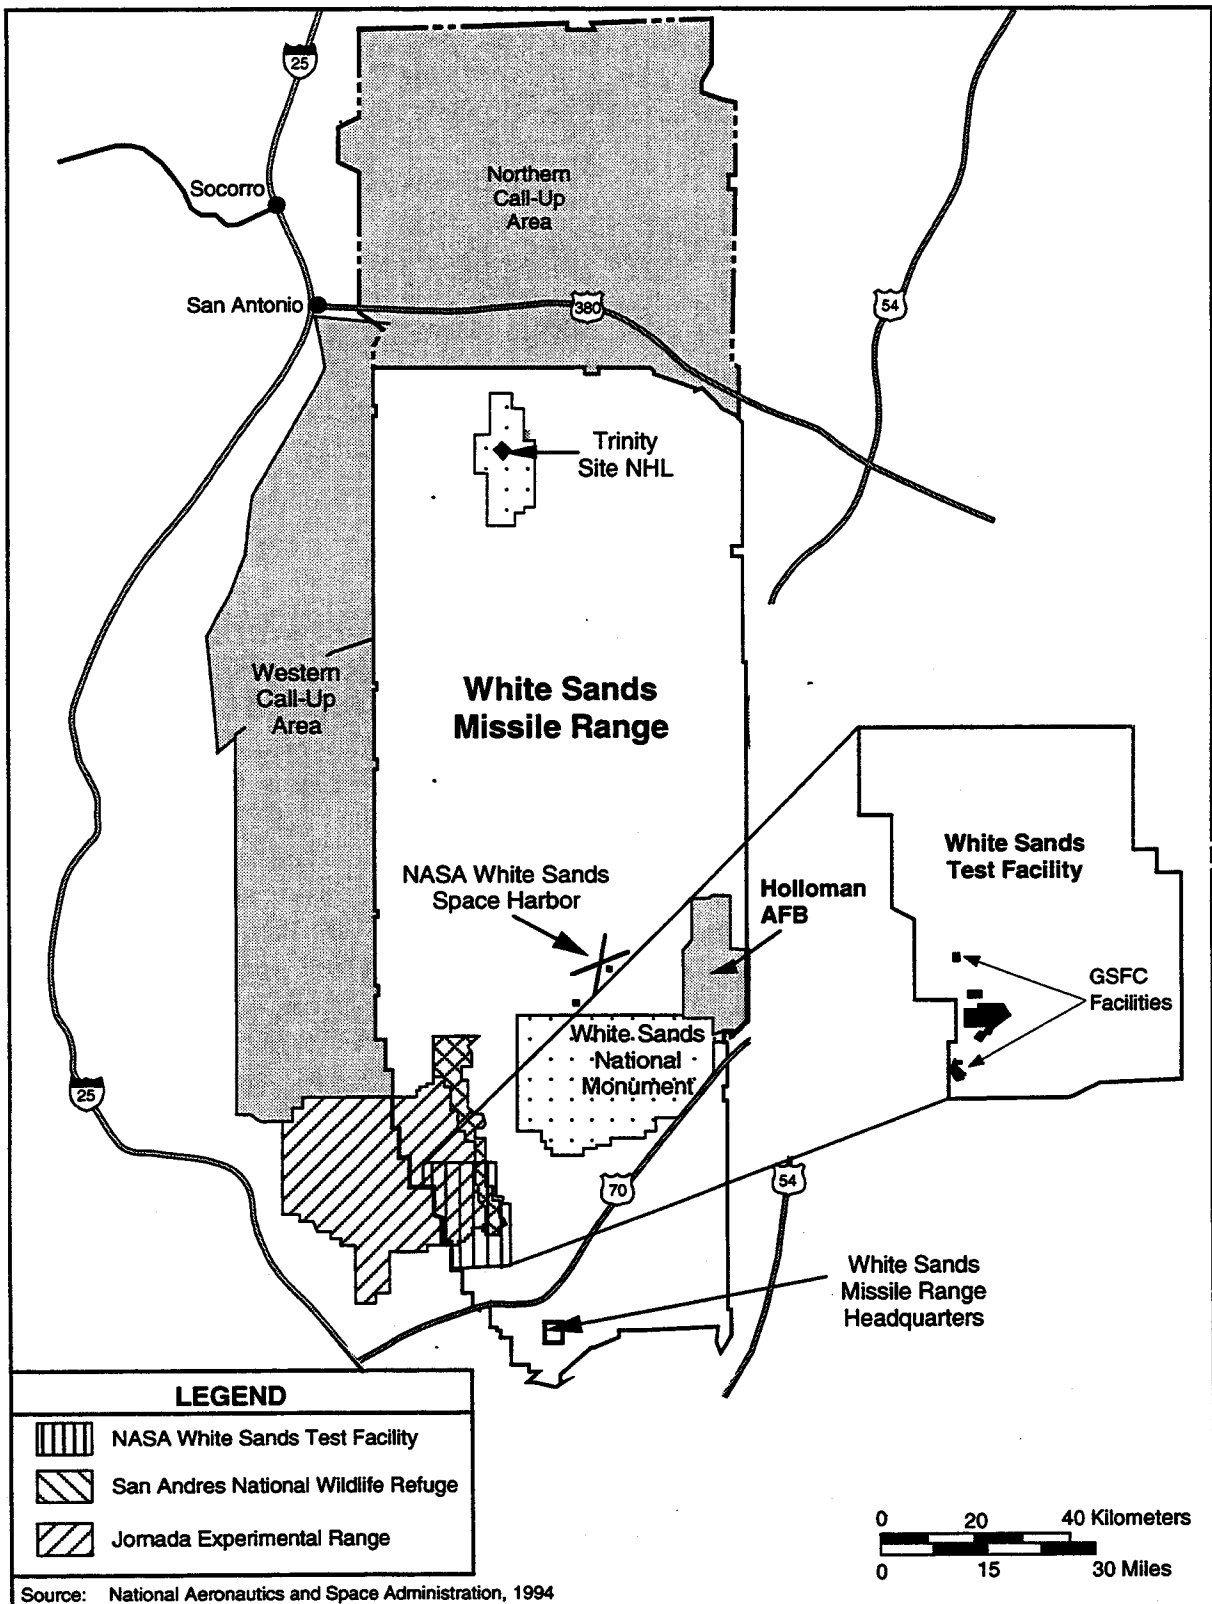 25
Northern
Call-Up
Area
Socorro
San Antonio
380
54
Trinity
Site NHL
Western
Call-Up
Area
White Sands
Missile Range
White Sands
Test Facility
NASA White Sands
Space Harbor
Holloman
AFB
GSFC
Facilities
White Sands
National
Monument
25
70
54
White Sands
Missile Range
Headquarters
LEGEND
NASA White Sands Test Facility
San Andres National Wildlife Refuge
Jornada Experimental Range
0 20 40 Kilometers
0 15 30 Miles
Source: National Aeronautics and Space Administration, 1994